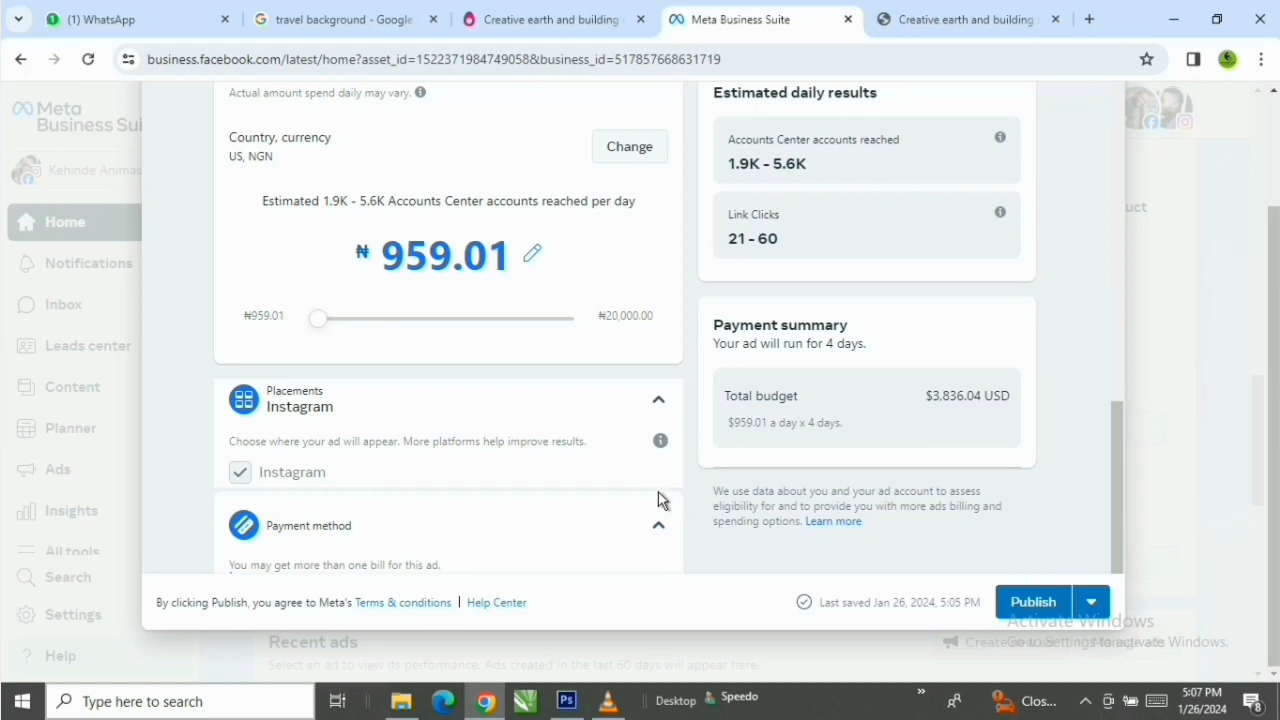 (1) WhatsApp
travel background - Google
Creative earth and building
Meta Business Suite
Creative earth and building
business.facebook.com/latest/home?asset_id=1522371984749058&business_id=517857668631719
Meta
Business Sui
Kehinde Animas
Home
Notifications
Inbox
Leads center
Content
Planner
Ads
Insights
All tools
Search
Settings
Help
Actual amount spend daily may vary.
Country, currency
US, NGN
Change
Estimated 1.9K - 5.6K Accounts Center accounts reached per day
₦ 959.01
₦959.01
₦20,000.00
Placements
Instagram
Choose where your ad will appear. More platforms help improve results.
Instagram
Payment method
You may get more than one bill for this ad.
Estimated daily results
Accounts Center accounts reached
1.9K - 5.6K
Link Clicks
21 - 60
Payment summary
Your ad will run for 4 days.
Total budget $3,836.04 USD
$959.01 a day x 4 days.
We use data about you and your ad account to assess
eligibility for and to provide you with more ads billing and
spending options. Learn more
uct
By clicking Publish, you agree to Meta's Terms & conditions | Help Center
Last saved Jan 26, 2024, 5:05 PM
Publish
Activate Windows
Go to Settings to activate Windows.
Recent ads
Select an ad to view its performance. Ads created in the last 60 days will appear here.
Type here to search
Ps
Desktop
Speedo
Clos...
5:07 PM
1/26/2024
8